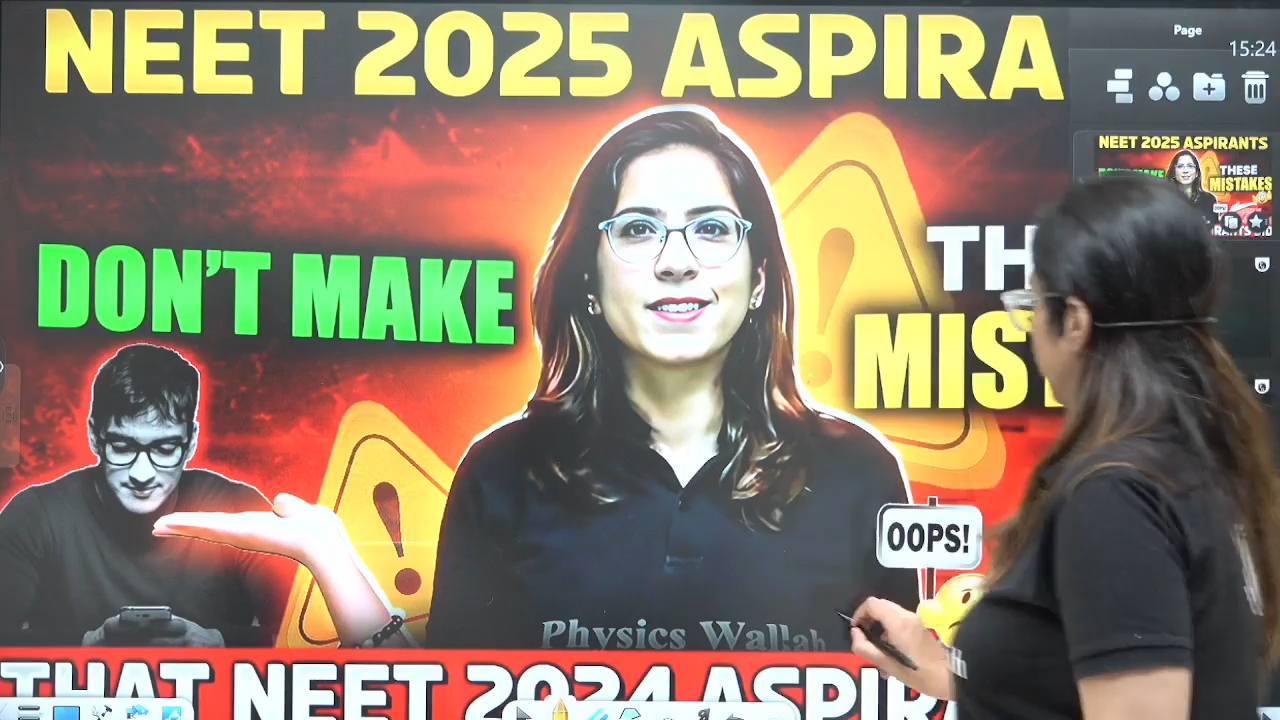 NEET 2025 ASPIRA
Page
15:24
NEET 2025 ASPIRANTS
THESE
MISTAKES
DON'T MAKE
TH
MIST
OOPS!
Physics Wallah
THAT NEET 2024 ASPIR